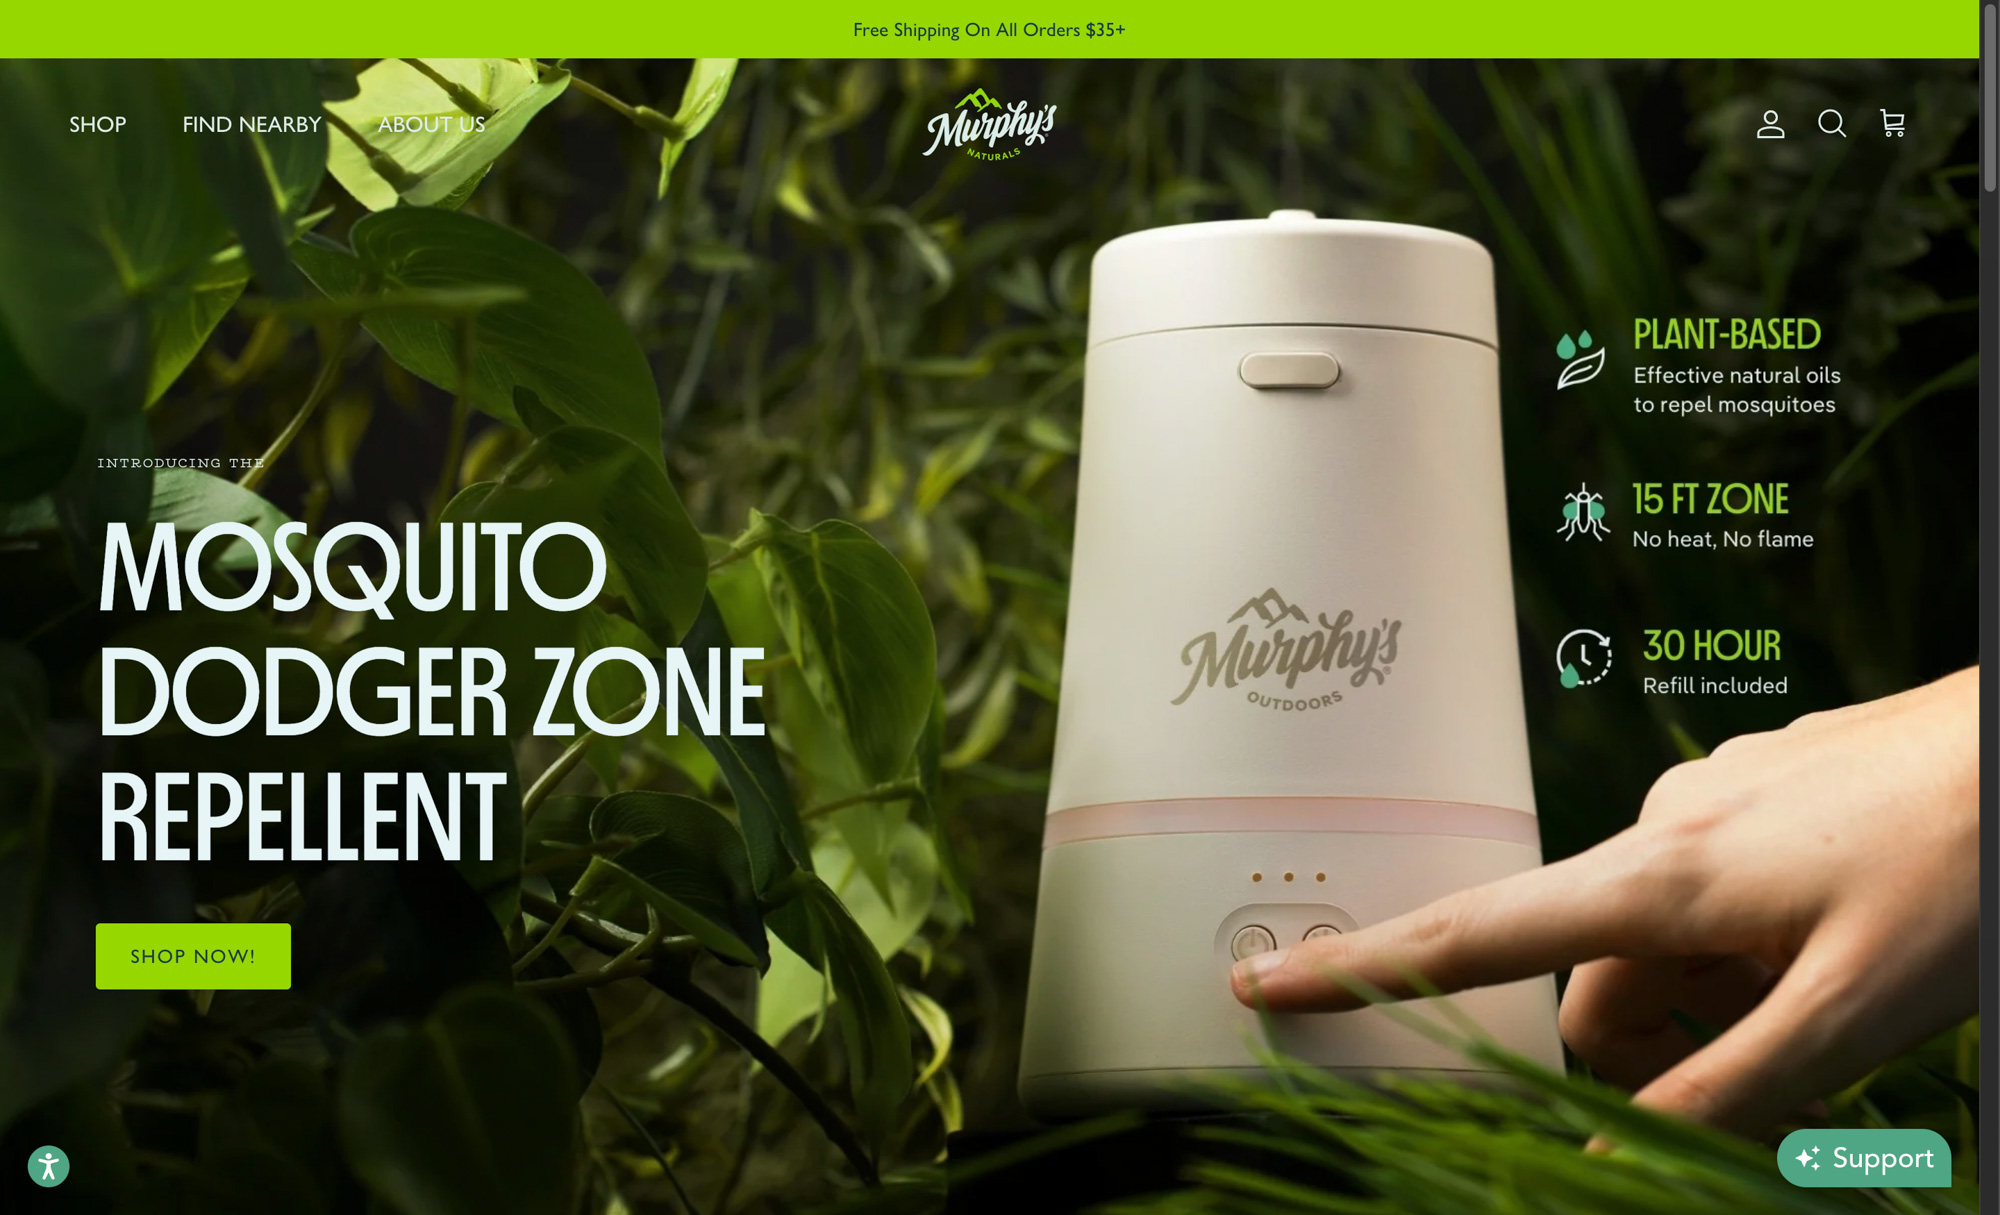 Free Shipping On All Orders $35+
SHOP
FIND NEARBY
ABOUT US
Murphy's
NATURALS
INTRODUCING THE
MOSQUITO
DODGER ZONE
REPELLENT
SHOP NOW!
Murphy's®
OUTDOORS
PLANT-BASED
Effective natural oils
to repel mosquitoes
15 FT ZONE
No heat, No flame
30 HOUR
Refill included
Support